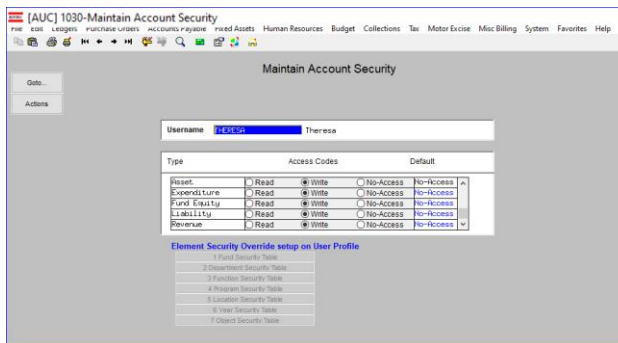 [AUC] 1030-Maintain Account Security
File Edit Ledgers Purchase Orders Accounts Payable Fixed Assets Human Resources Budget Collections Tax Motor Excise Misc Billing System Favorites Help
Maintain Account Security
Goto...
Actions
Username THERESA Theresa
Type Access Codes Default
Asset Read Write No-Access No-Access
Expenditure Read Write No-Access No-Access
Fund Equity Read Write No-Access No-Access
Liability Read Write No-Access No-Access
Revenue Read Write No-Access No-Access
Element Security Override setup on User Profile
1 Fund Security Table
2 Department Security Table
3 Function Security Table
4 Program Security Table
5 Location Security Table
6 Year Security Table
7 Object Security Table